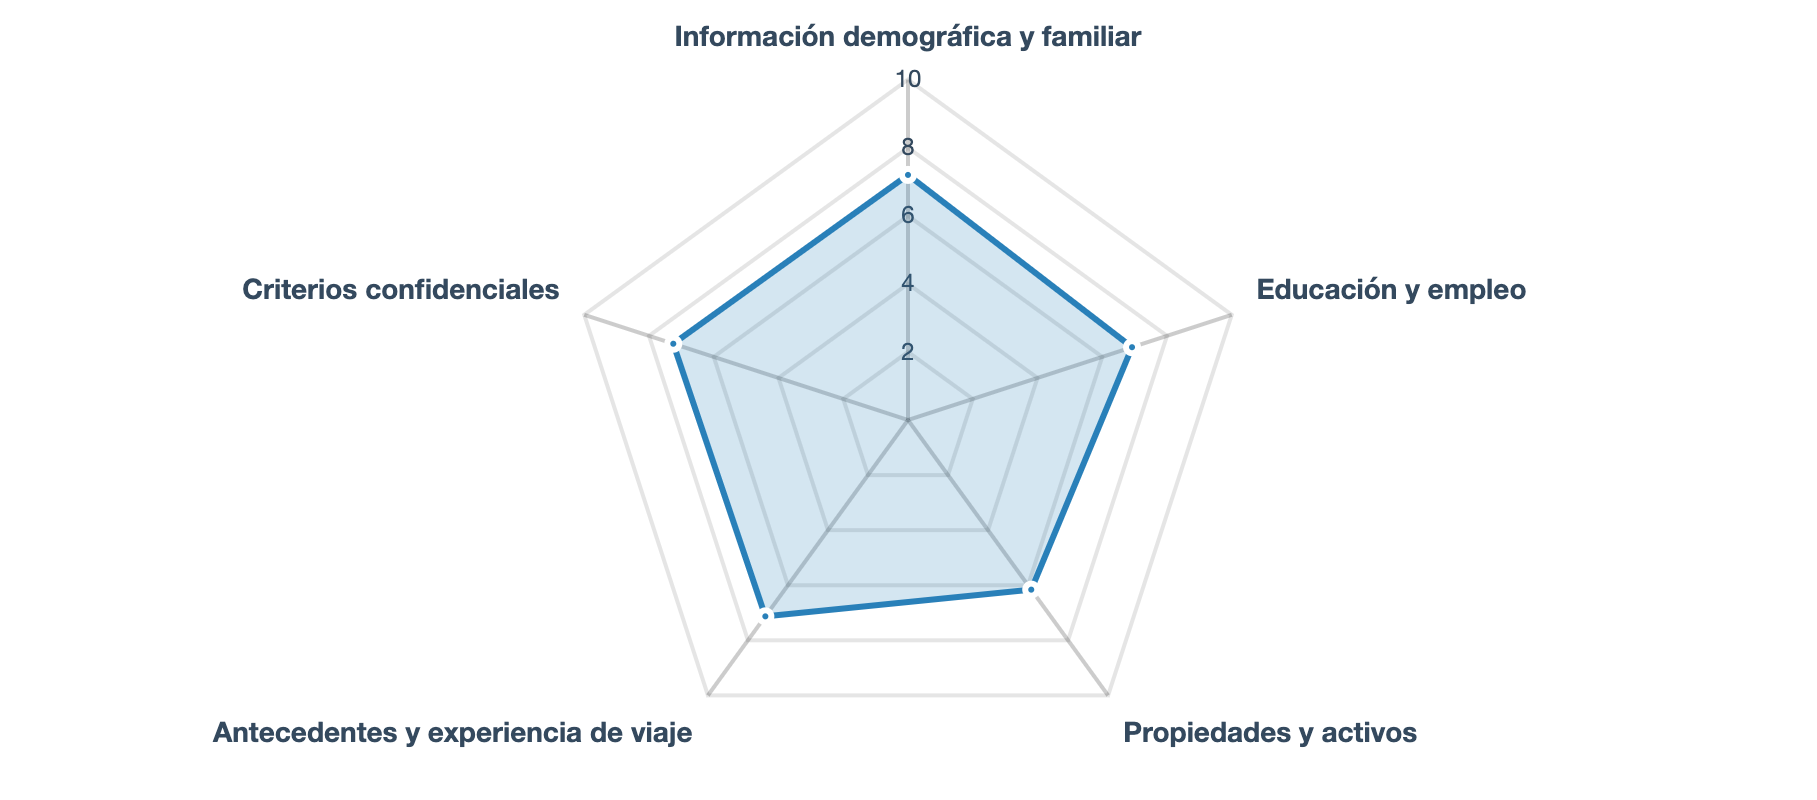 Información demográfica y familiar
10
8
6
4
2
Criterios confidenciales
Educación y empleo
Antecedentes y experiencia de viaje
Propiedades y activos